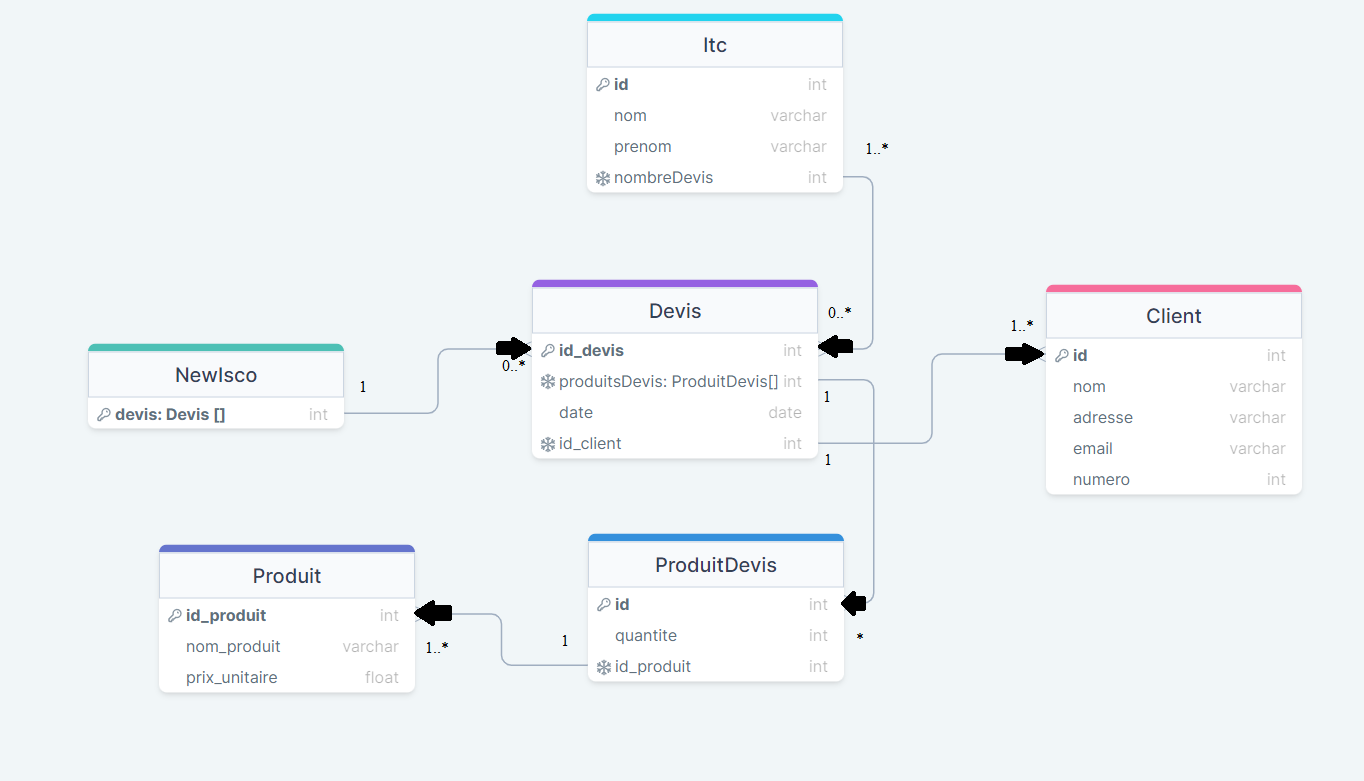 Itc
id int
nom varchar
prenom varchar
nombreDevis int
1..*
Devis
id_devis int
produitsDevis: ProduitDevis[] int
date date
id_client int
0..*
0..*
1
1
NewIsco
devis: Devis [] int
1
Client
id int
nom varchar
adresse varchar
email varchar
numero int
1..*
Produit
id_produit int
nom_produit varchar
prix_unitaire float
1..*
1
ProduitDevis
id int
quantite int
id_produit int
*